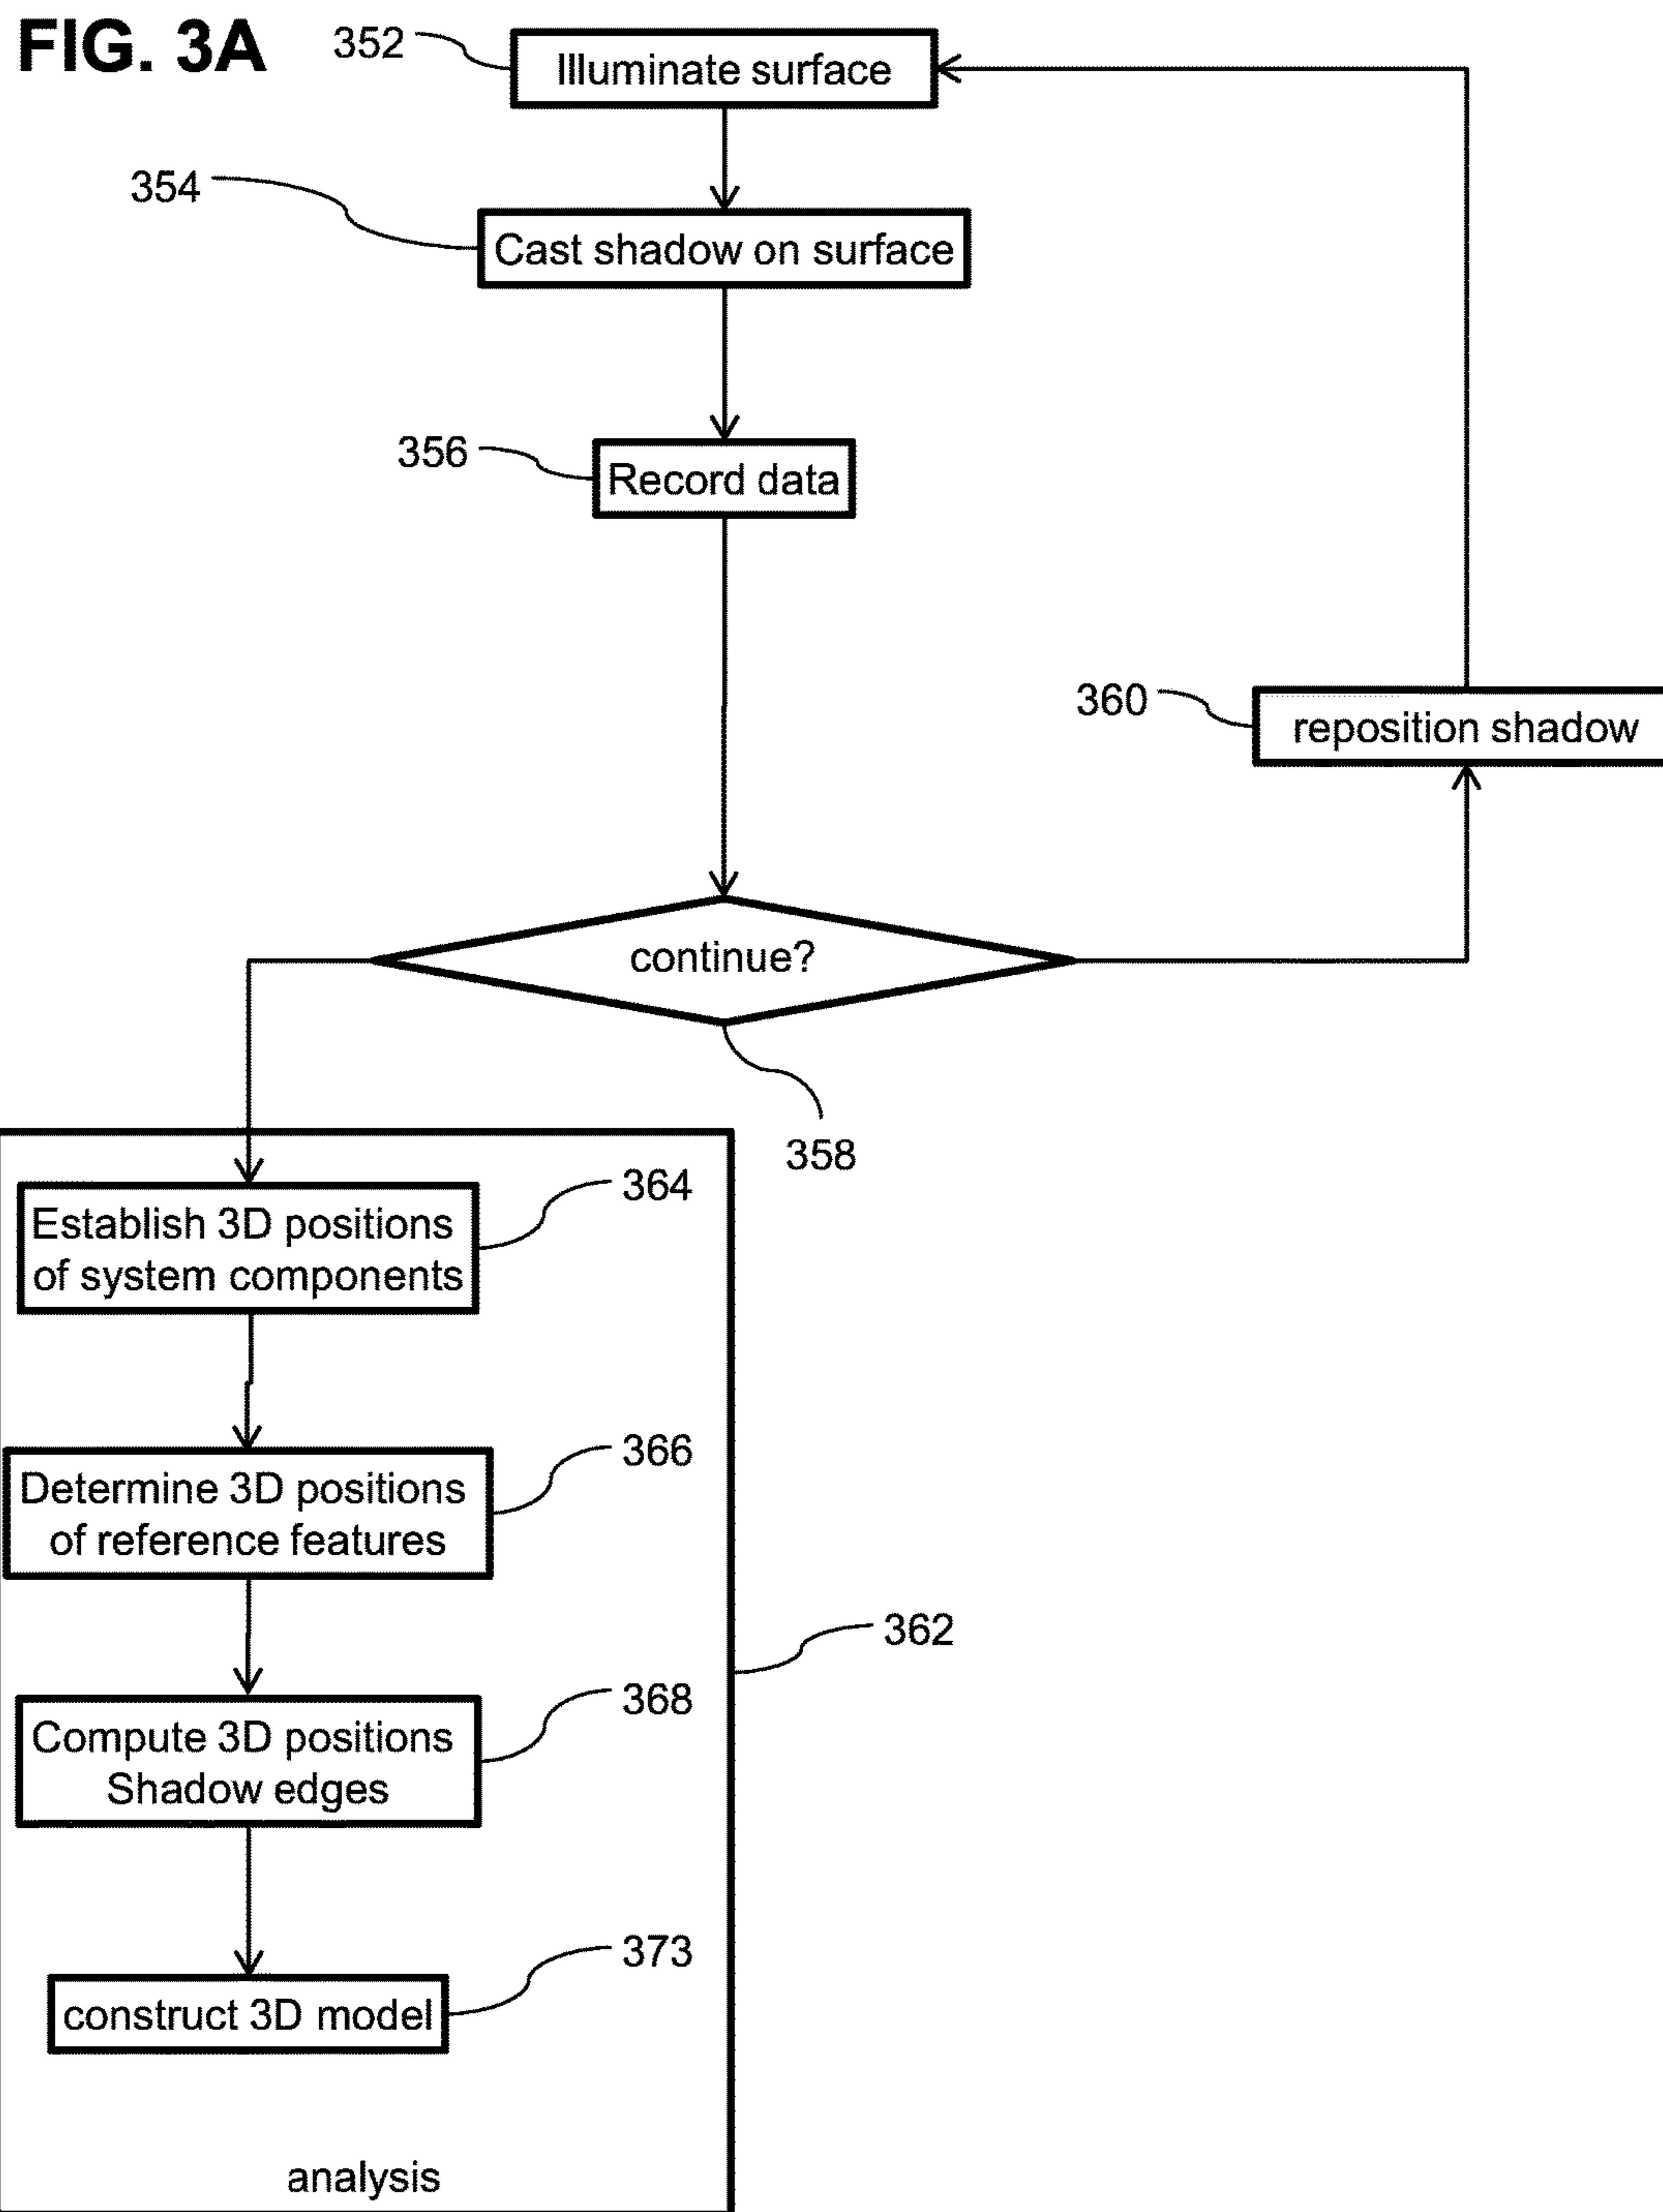 FIG. 3A
352
Illuminate surface
354
Cast shadow on surface
356
Record data
360
reposition shadow
continue?
358
364
Establish 3D positions
of system components
366
Determine 3D positions
of reference features
362
368
Compute 3D positions
Shadow edges
373
construct 3D model
analysis